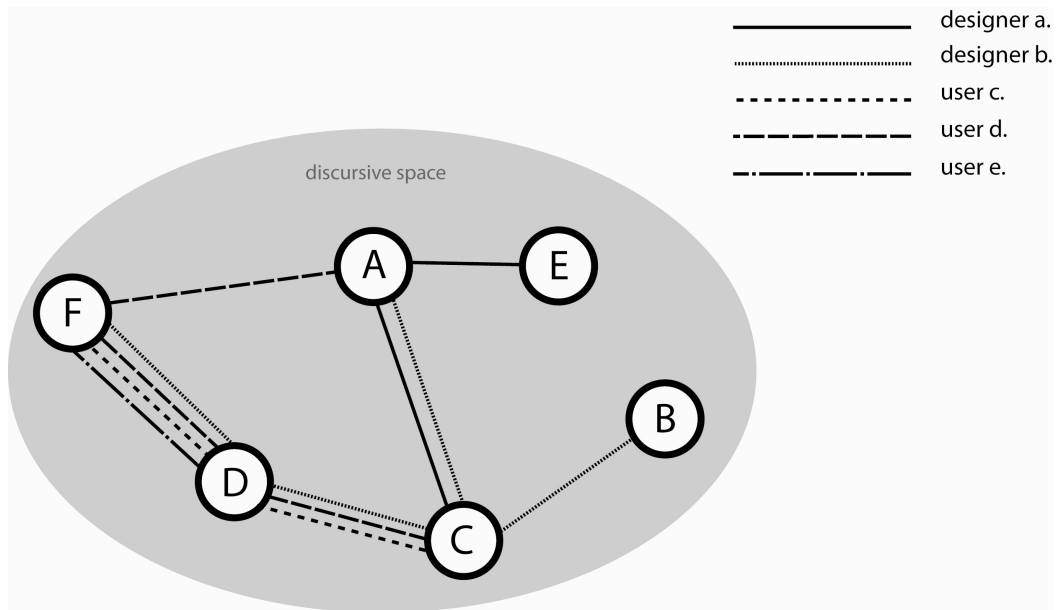 designer a.
designer b.
user c.
user d.
user e.
discursive space
A
E
F
B
D
C